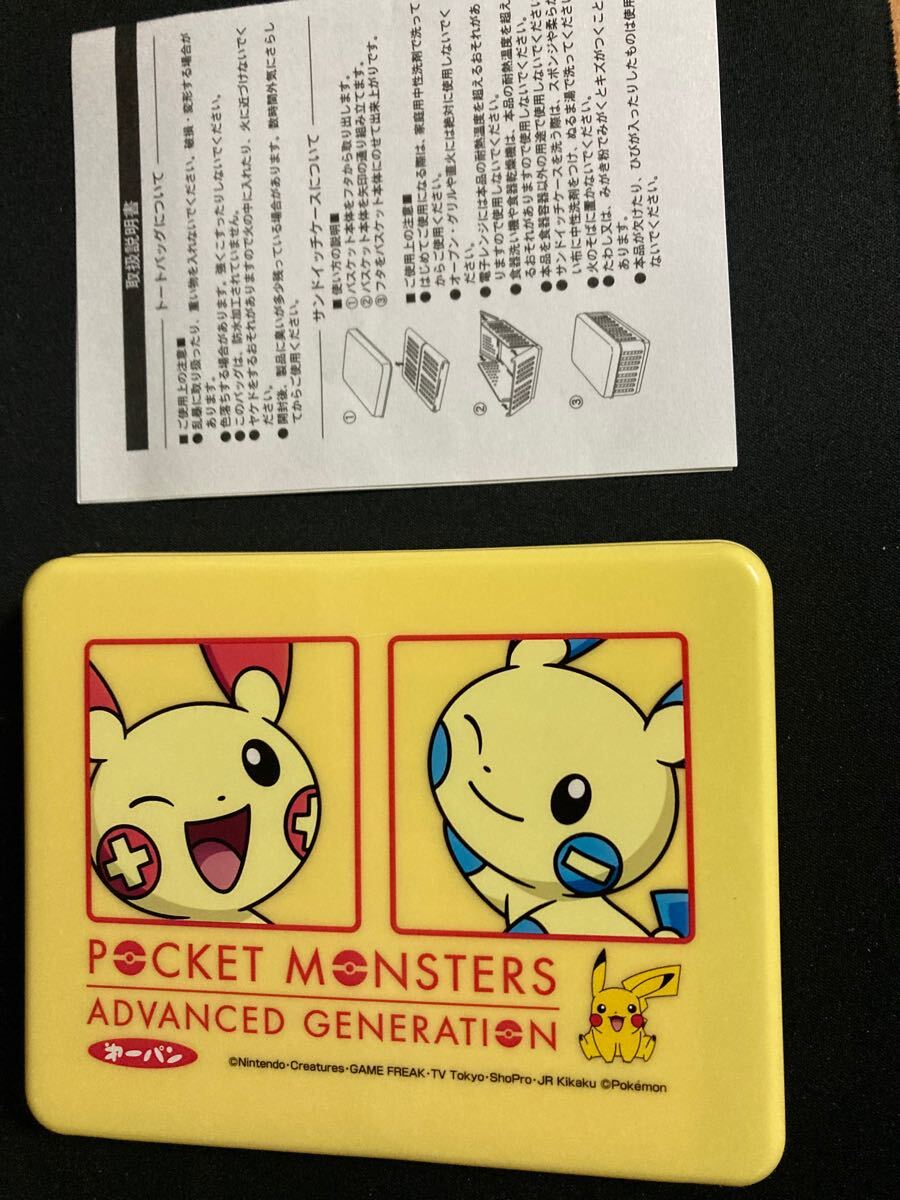 取扱説明書
トートバッグについて
■ご使用上の注意■
●乱暴に取り扱ったり、重い物を入れないでください。破損・変形する場合が
あります。
●色落ちする場合があります。強くこすったりしないでください。
●このバッグは、防水加工されていません。
●ヤケドをするおそれがありますので火の中に入れたり、火に近づけないでく
ださい。
●開封後、製品に臭いが多少残っている場合があります。数時間外気にさらし
てからご使用ください。
サンドイッチケースについて
■使い方の説明■
①バスケット本体をフタから取り出します。
②バスケット本体を矢印の通り組み立てます。
③フタをバスケット本体にのせて出来上がりです。
①
②
③
■ご使用上の注意■
●はじめてご使用になる際は、家庭用中性洗剤で洗って
からご使用ください。
●オーブン・グリルや直火には絶対に使用しないでく
ださい。
●電子レンジには本品の耐熱温度を超えるおそれがあ
りますので使用しないでください。
●食器洗い機や食器乾燥機は、本品の耐熱温度を超え
るおそれがありますので使用しないでください。
●本品を食器容器以外の用途で使用しないでください
●サンドイッチケースを洗う際は、スポンジや柔らか
い布に中性洗剤をつけ、ぬるま湯で洗ってください
●火のそばに置かないでください。
●たわし又は、みがき粉でみがくとキズがつくこと
あります。
●本品が欠けたり、ひびが入ったりしたものは使用
ないでください。
POCKET MONSTERS
ADVANCED GENERATION
第一パン
©Nintendo・Creatures・GAME FREAK・TV Tokyo・ShoPro・JR Kikaku ©Pokémon